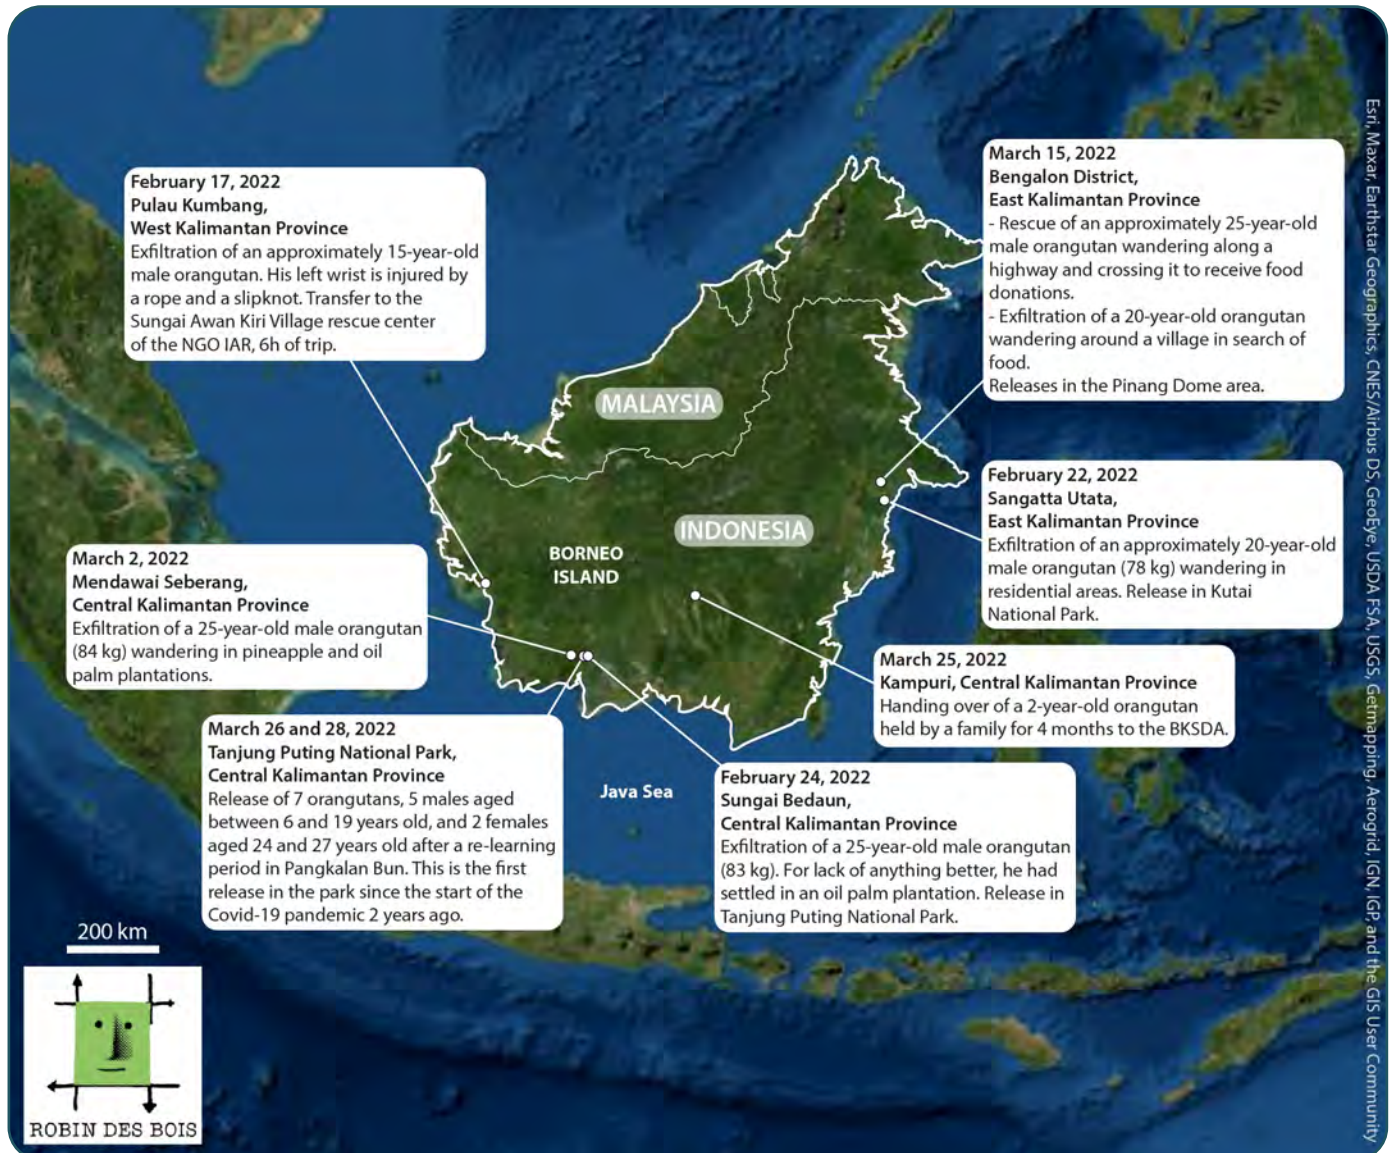 February 17, 2022
Pulau Kumbang,
West Kalimantan Province
Exfiltration of an approximately 15-year-old
male orangutan. His left wrist is injured by
a rope and a slipknot. Transfer to the
Sungai Awan Kiri Village rescue center
of the NGO IAR, 6h of trip.
March 15, 2022
Bengalon District,
East Kalimantan Province
- Rescue of an approximately 25-year-old
male orangutan wandering along a
highway and crossing it to receive food
donations.
- Exfiltration of a 20-year-old orangutan
wandering around a village in search of
food.
Releases in the Pinang Dome area.
MALAYSIA
INDONESIA
BORNEO
ISLAND
February 22, 2022
Sangatta Utata,
East Kalimantan Province
Exfiltration of an approximately 20-year-old
male orangutan (78 kg) wandering in
residential areas. Release in Kutai
National Park.
March 2, 2022
Mendawai Seberang,
Central Kalimantan Province
Exfiltration of a 25-year-old male orangutan
(84 kg) wandering in pineapple and oil
palm plantations.
March 25, 2022
Kampuri, Central Kalimantan Province
Handing over of a 2-year-old orangutan
held by a family for 4 months to the BKSDA.
March 26 and 28, 2022
Tanjung Puting National Park,
Central Kalimantan Province
Release of 7 orangutans, 5 males aged
between 6 and 19 years old, and 2 females
aged 24 and 27 years old after a re-learning
period in Pangkalan Bun. This is the first
release in the park since the start of the
Covid-19 pandemic 2 years ago.
Java Sea
February 24, 2022
Sungai Bedaun,
Central Kalimantan Province
Exfiltration of a 25-year-old male orangutan
(83 kg). For lack of anything better, he had
settled in an oil palm plantation. Release in
Tanjung Puting National Park.
200 km
ROBIN DES BOIS
Esri, Maxar, Earthstar Geographics, CNES/Airbus DS, GeoEye, USDA FSA, USGS, Getmapping, Aerogrid, IGN, IGP, and the GIS User Community